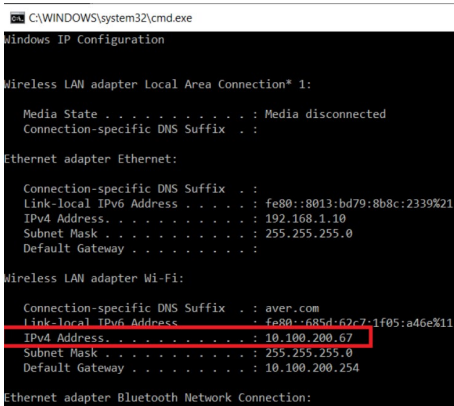 C:\WINDOWS\system32\cmd.exe
Windows IP Configuration
Wireless LAN adapter Local Area Connection* 1:
Media State . . . . . . . . . . . : Media disconnected
Connection-specific DNS Suffix  . :
Ethernet adapter Ethernet:
Connection-specific DNS Suffix  . :
Link-local IPv6 Address . . . . . : fe80::8013:bd79:8b8c:2339%21
IPv4 Address. . . . . . . . . . . : 192.168.1.10
Subnet Mask . . . . . . . . . . . : 255.255.255.0
Default Gateway . . . . . . . . . :
Wireless LAN adapter Wi-Fi:
Connection-specific DNS Suffix  . : aver.com
Link-local IPv6 Address . . . . . : fe80::685d:62c7:1f05:a46e%11
IPv4 Address. . . . . . . . . . . : 10.100.200.67
Subnet Mask . . . . . . . . . . . : 255.255.255.0
Default Gateway . . . . . . . . . : 10.100.200.254
Ethernet adapter Bluetooth Network Connection: